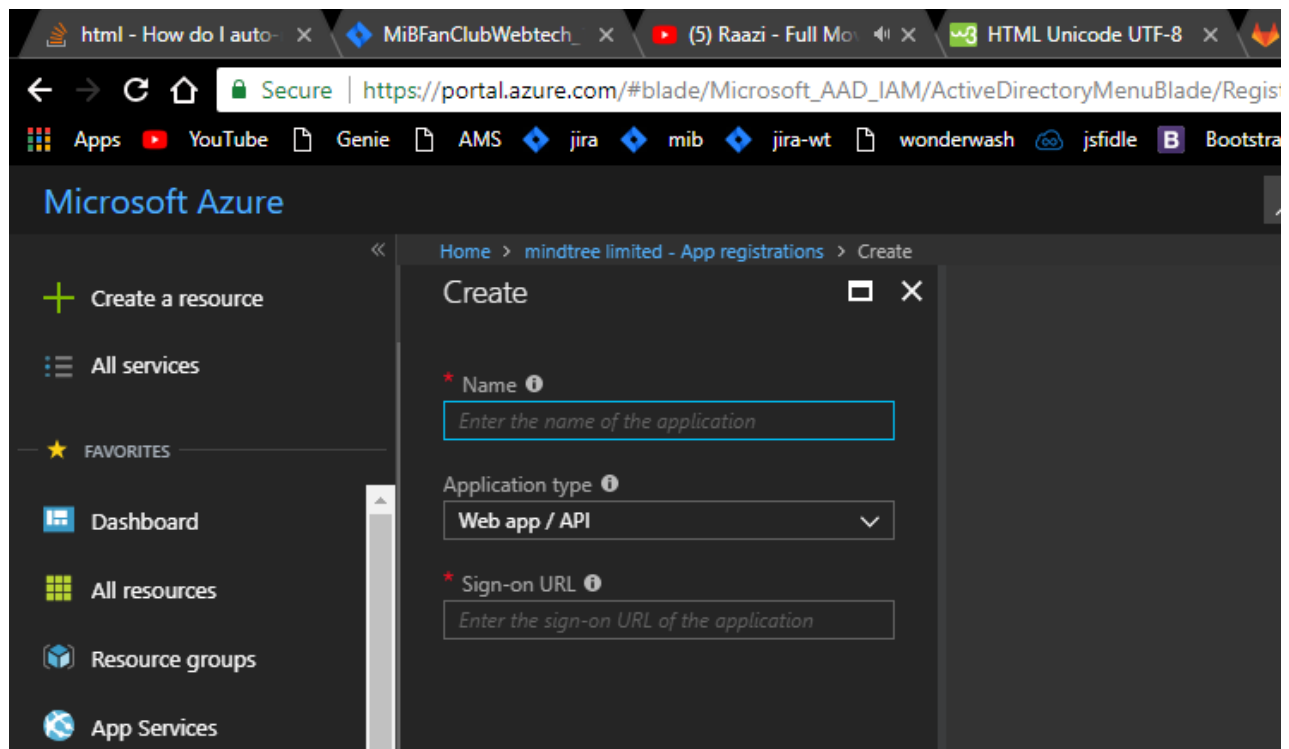 html - How do I auto-
MiBFanClubWebtech_
(5) Raazi - Full Mov
HTML Unicode UTF-8
Secure | https://portal.azure.com/#blade/Microsoft_AAD_IAM/ActiveDirectoryMenuBlade/Regist
Apps YouTube Genie AMS jira mib jira-wt wonderwash jsfidle B Bootstra
Microsoft Azure
« Home > mindtree limited - App registrations > Create
Create a resource
All services
FAVORITES
Dashboard
All resources
Resource groups
App Services
Create
* Name
Enter the name of the application
Application type
Web app / API
* Sign-on URL
Enter the sign-on URL of the application